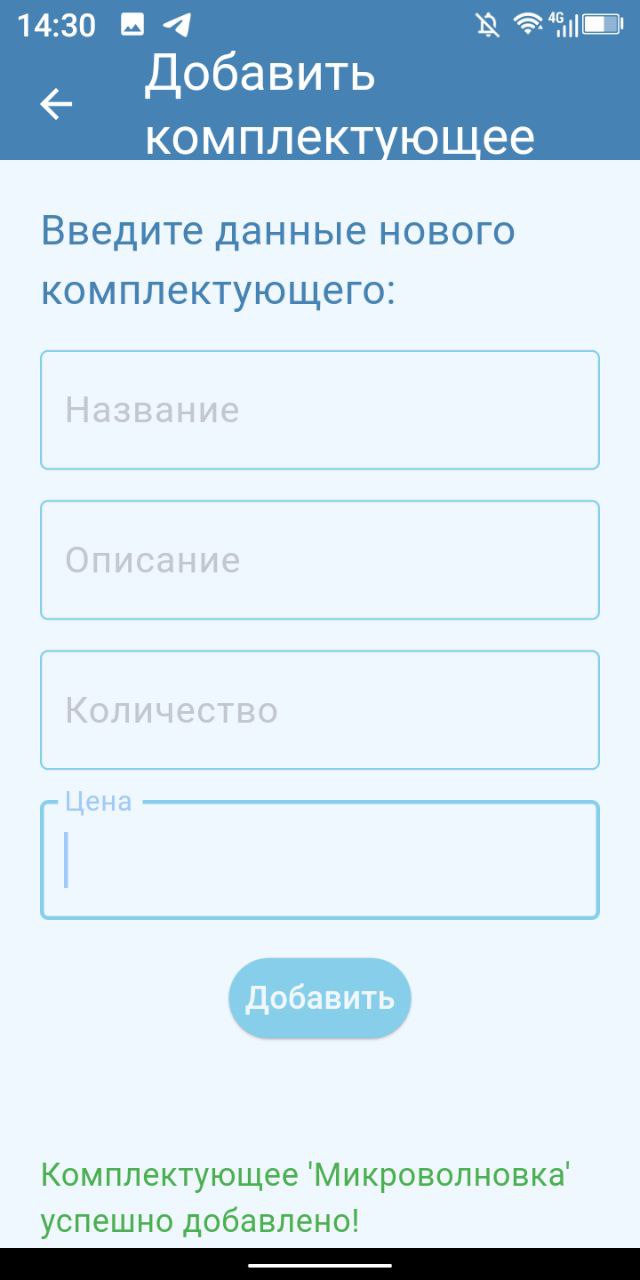 14:30
4G
Добавить
комплектующее
Введите данные нового
комплектующего:
Название
Описание
Количество
Цена
Добавить
Комплектующее 'Микроволновка'
успешно добавлено!